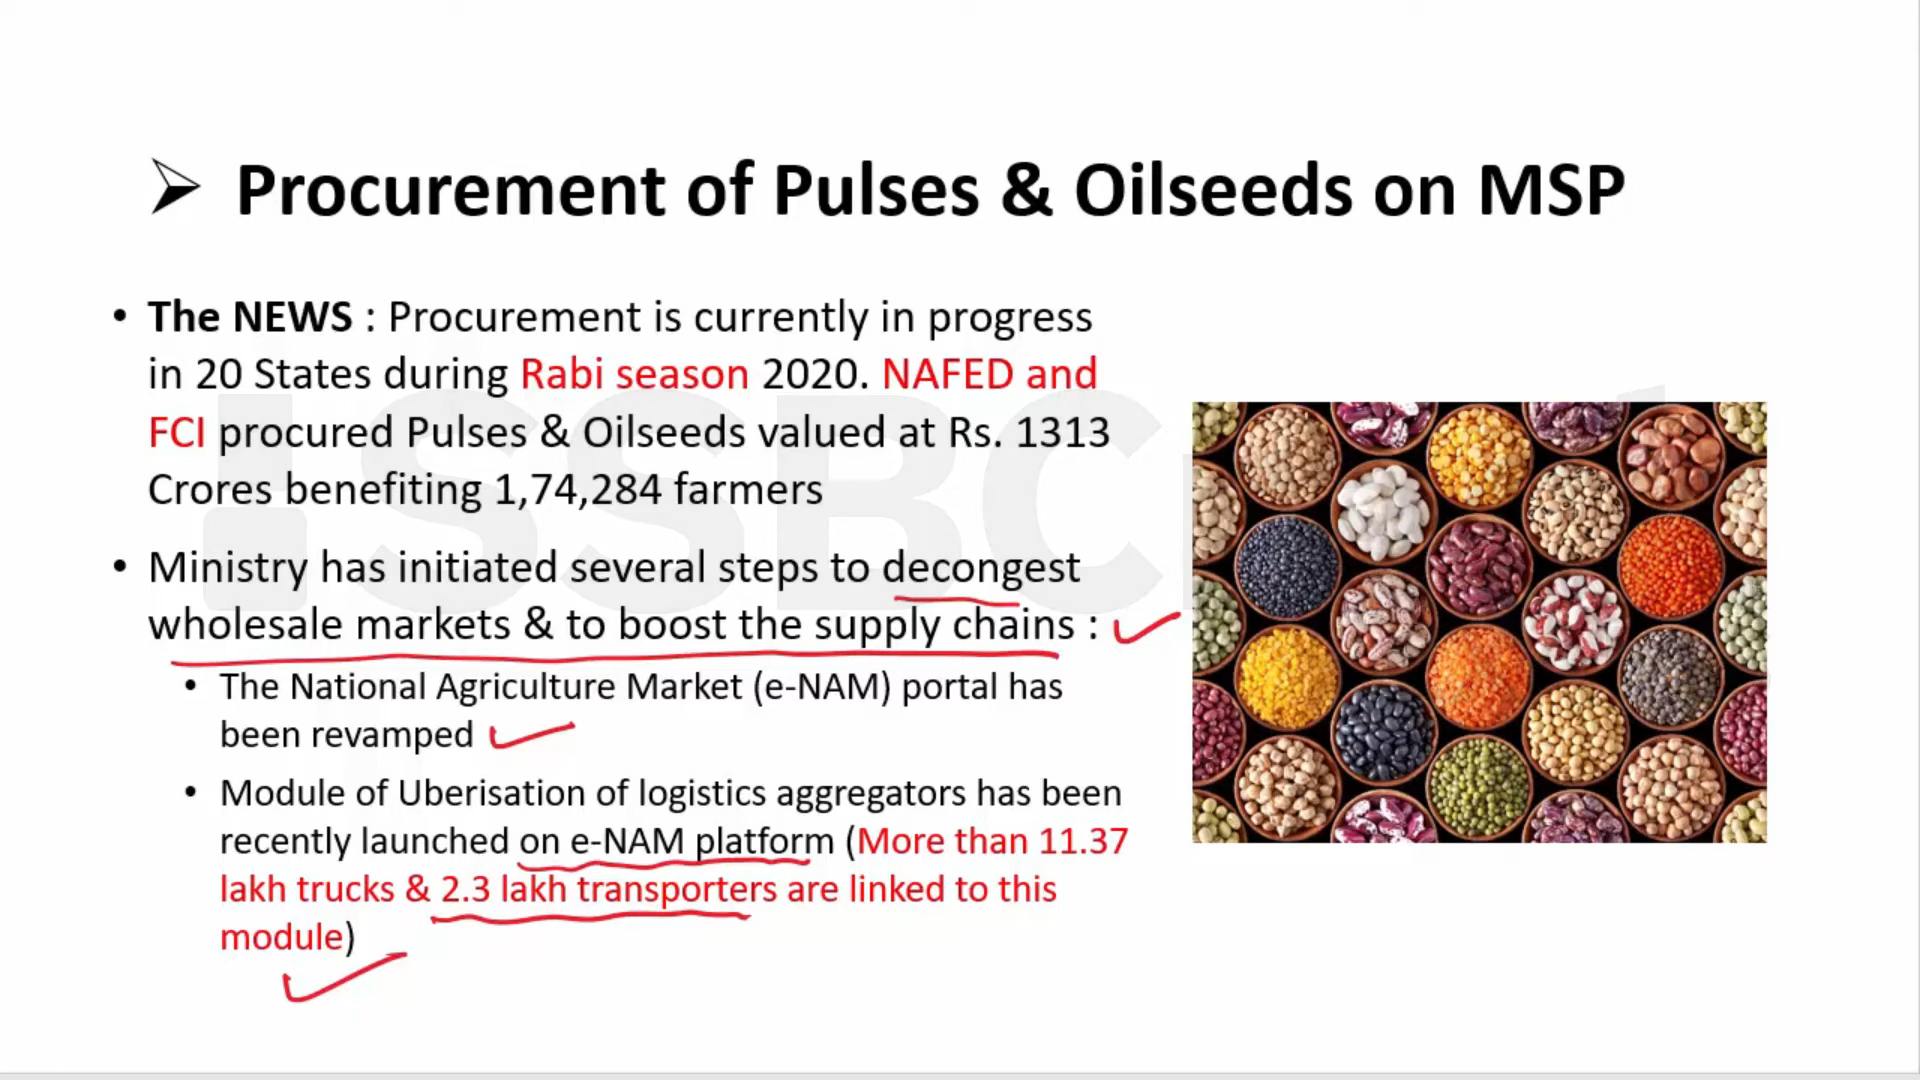 ➢ Procurement of Pulses & Oilseeds on MSP
• The NEWS : Procurement is currently in progress
in 20 States during Rabi season 2020. NAFED and
FCI procured Pulses & Oilseeds valued at Rs. 1313
Crores benefiting 1,74,284 farmers
• Ministry has initiated several steps to decongest
wholesale markets & to boost the supply chains :
• The National Agriculture Market (e-NAM) portal has
been revamped
• Module of Uberisation of logistics aggregators has been
recently launched on e-NAM platform (More than 11.37
lakh trucks & 2.3 lakh transporters are linked to this
module)